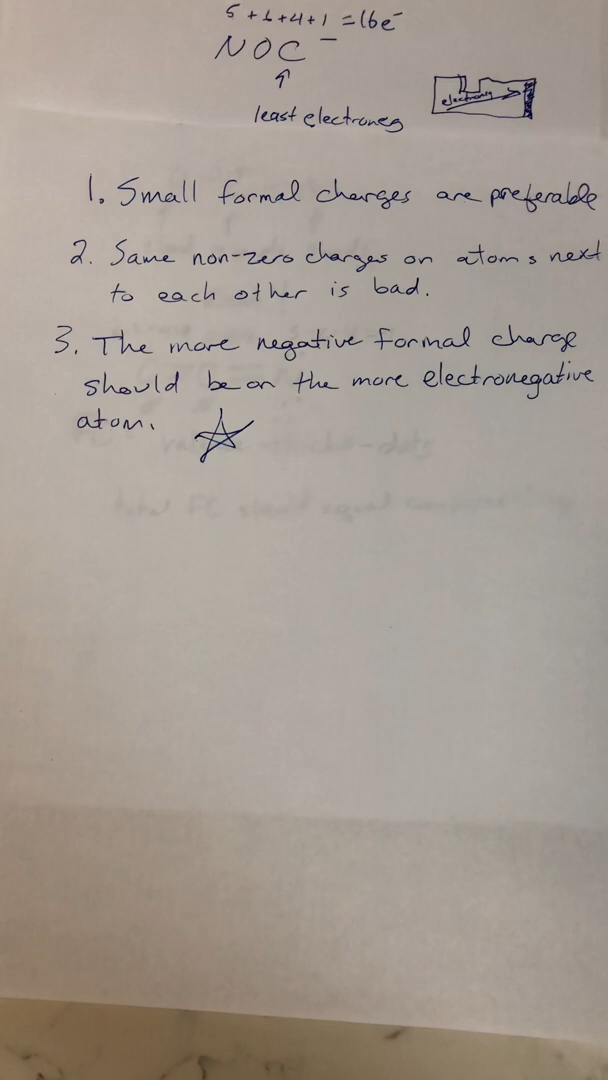 5 + 6 + 4 + 1 = 16e⁻
NOC⁻
least electroneg
electroneg
1. Small formal charges are preferable
2. Same non-zero charges on atoms next
to each other is bad.
3. The more negative formal charge
should be on the more electronegative
atom.